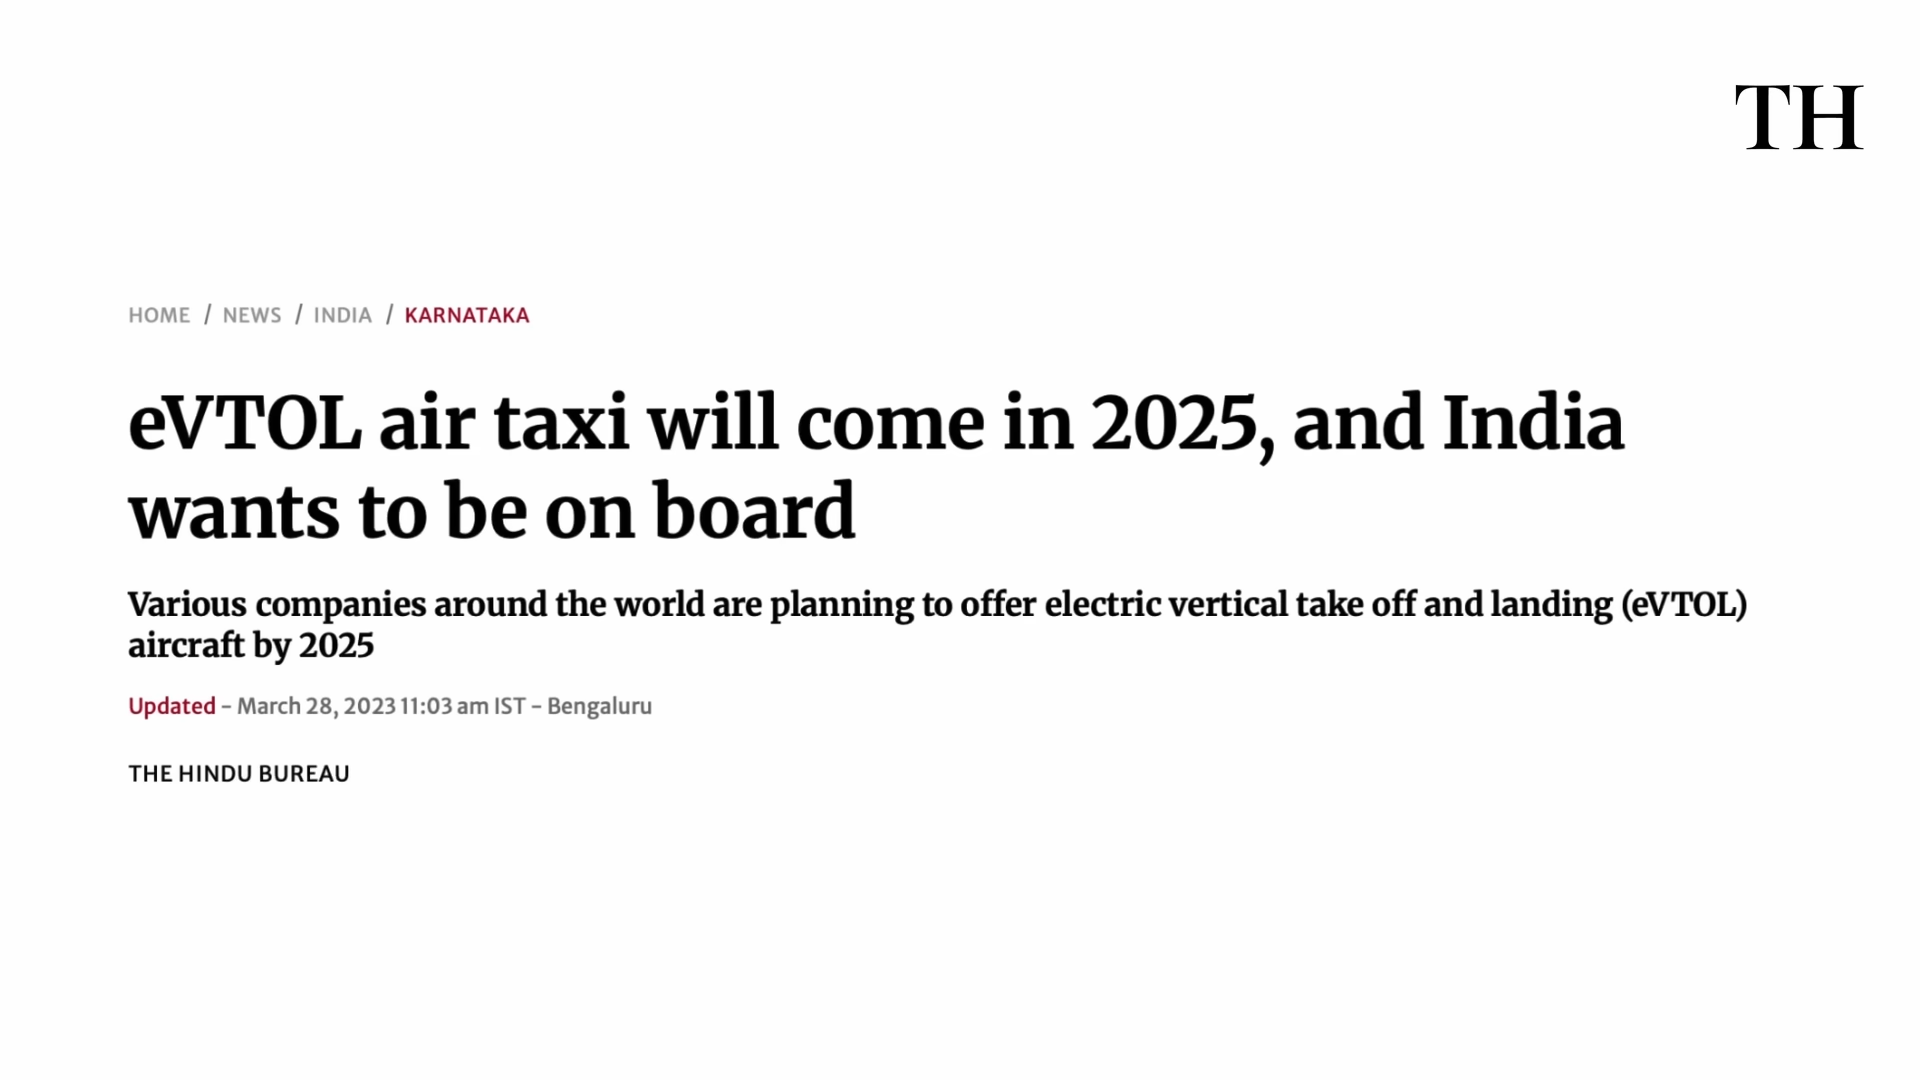 TH
HOME / NEWS / INDIA / KARNATAKA
eVTOL air taxi will come in 2025, and India
wants to be on board
Various companies around the world are planning to offer electric vertical take off and landing (eVTOL)
aircraft by 2025
Updated - March 28, 2023 11:03 am IST - Bengaluru
THE HINDU BUREAU